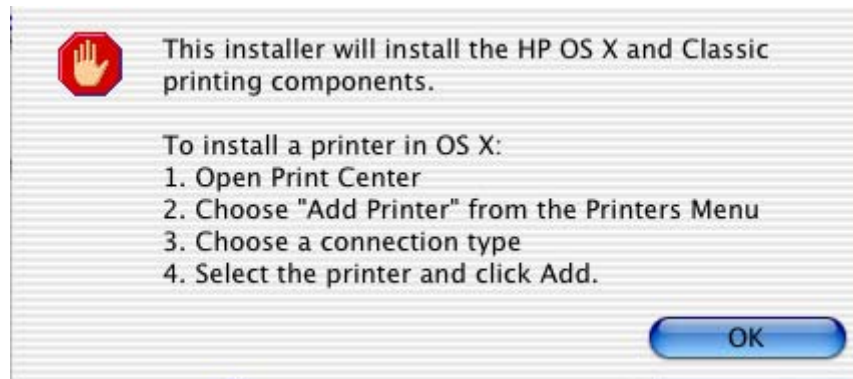 This installer will install the HP OS X and Classic
printing components.
To install a printer in OS X:
1. Open Print Center
2. Choose "Add Printer" from the Printers Menu
3. Choose a connection type
4. Select the printer and click Add.
OK